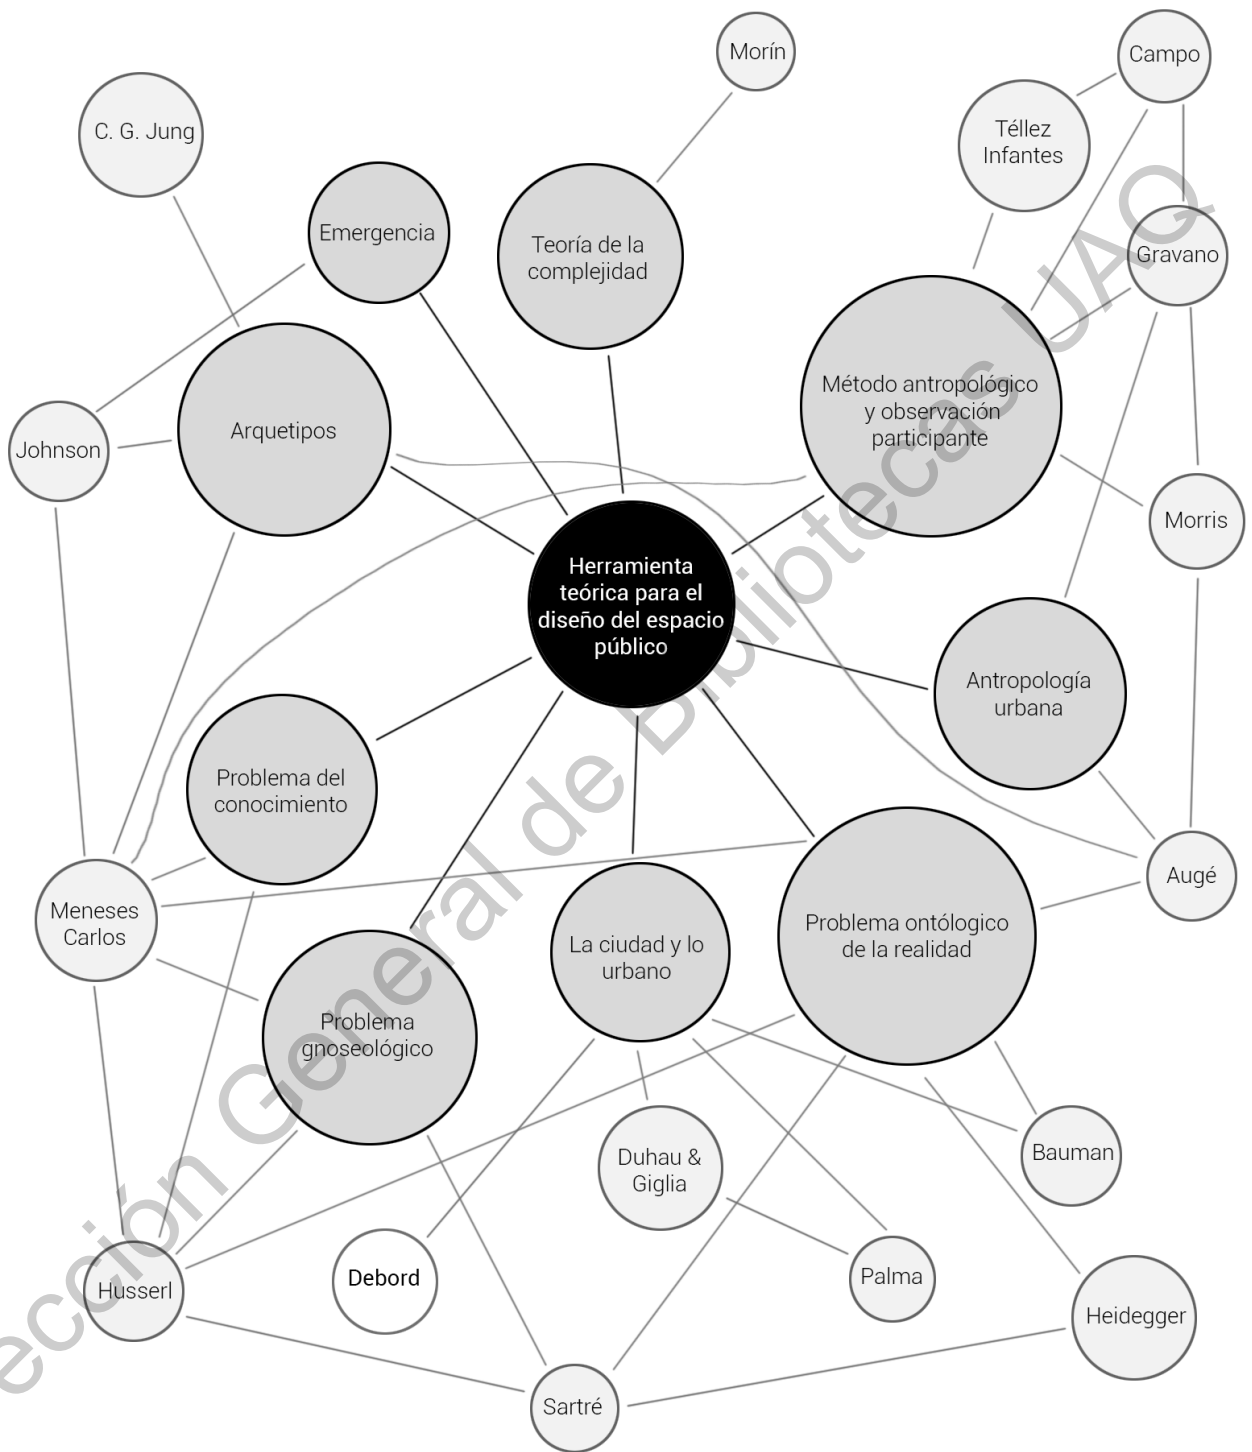 Morín
Campo
C. G. Jung
Téllez
Infantes
Emergencia
Teoría de la
complejidad
Gravano
Método antropológico
y observación
participante
Arquetipos
Johnson
Morris
Herramienta
teórica para el
diseño del espacio
público
Antropología
urbana
Problema del
conocimiento
Augé
Meneses
Carlos
La ciudad y lo
urbano
Problema ontólogico
de la realidad
Problema
gnoseológico
Duhau &
Giglia
Bauman
Husserl
Debord
Palma
Heidegger
Sartré
ección General de Bibliotecas UAQ